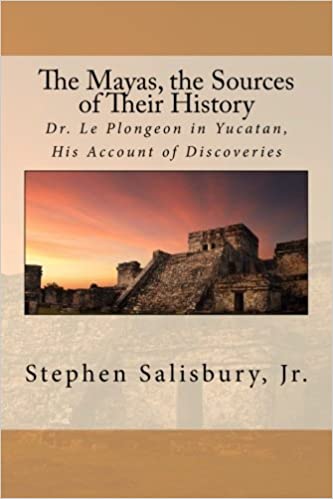 The Mayas, the Sources
of Their History
Dr. Le Plongeon in Yucatan,
His Account of Discoveries
Stephen Salisbury, Jr.